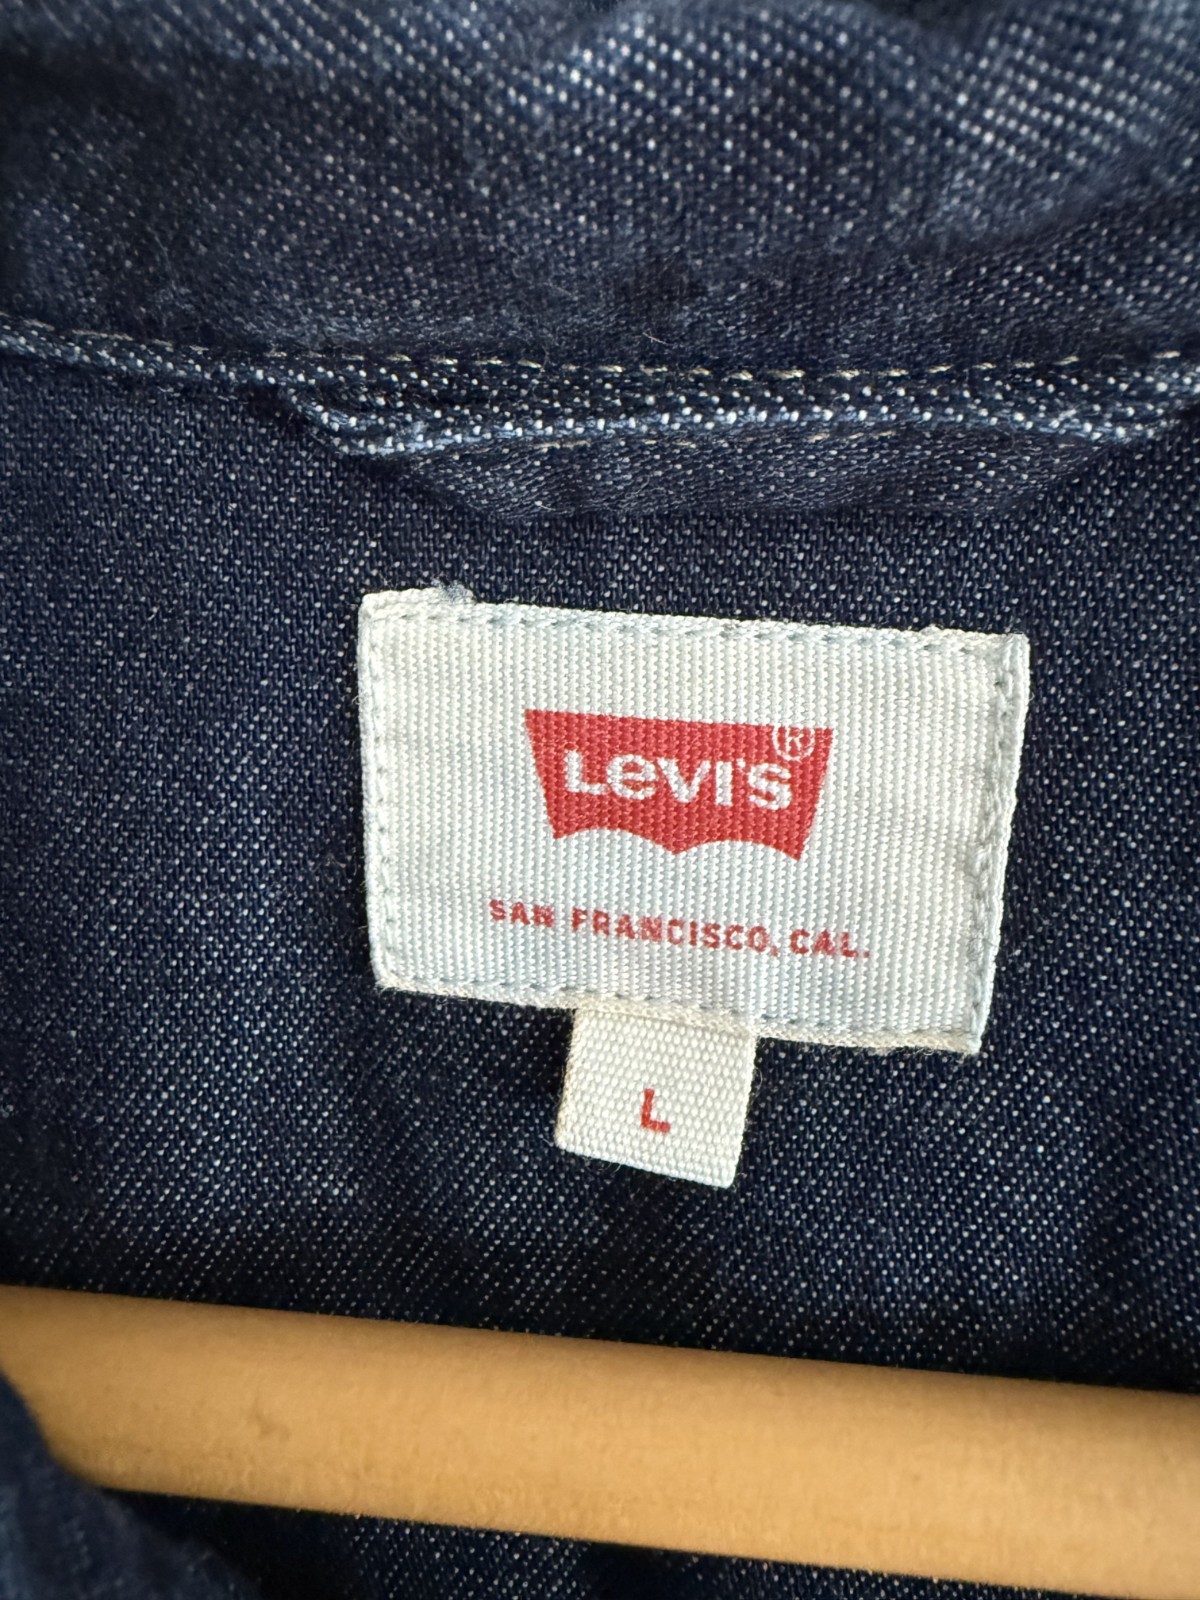 Levi's®
SAN FRANCISCO, CAL.
L